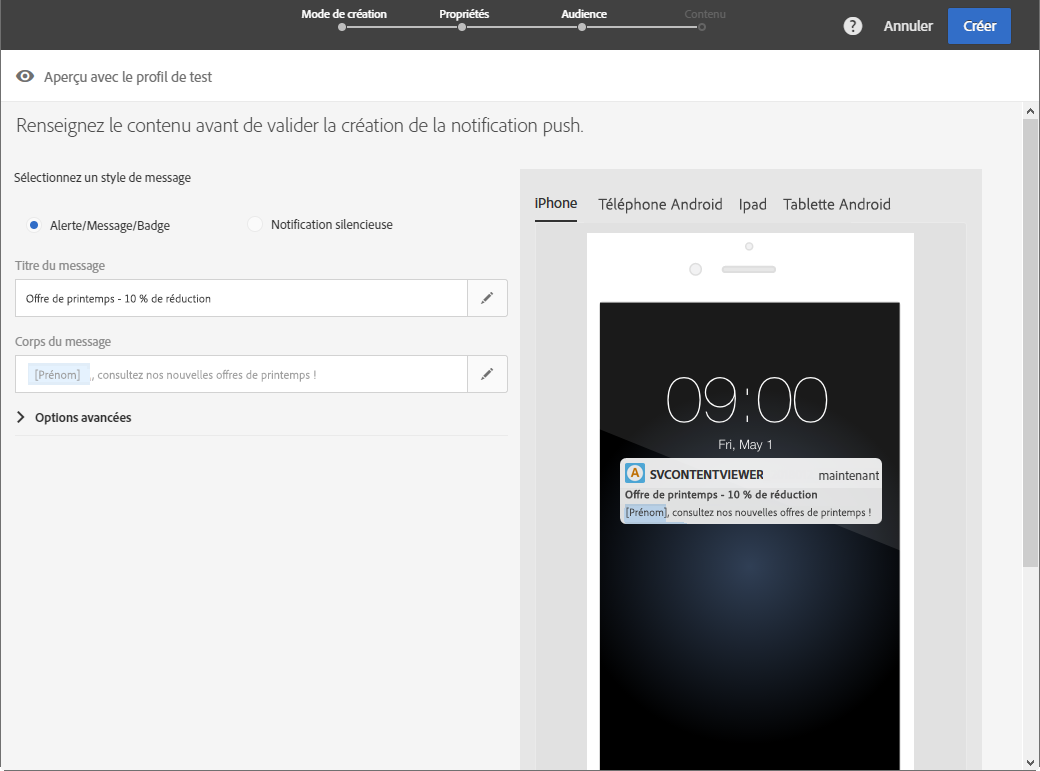 Mode de création Propriétés Audience Contenu
? Annuler Créer
Aperçu avec le profil de test
Renseignez le contenu avant de valider la création de la notification push.
Sélectionnez un style de message
Alerte/Message/Badge Notification silencieuse
Titre du message
Offre de printemps - 10 % de réduction
Corps du message
[Prénom] , consultez nos nouvelles offres de printemps !
Options avancées
iPhone Téléphone Android Ipad Tablette Android
09:00
Fri, May 1
A SVCONTENTVIEWER maintenant
Offre de printemps - 10 % de réduction
[Prénom], consultez nos nouvelles offres de printemps !